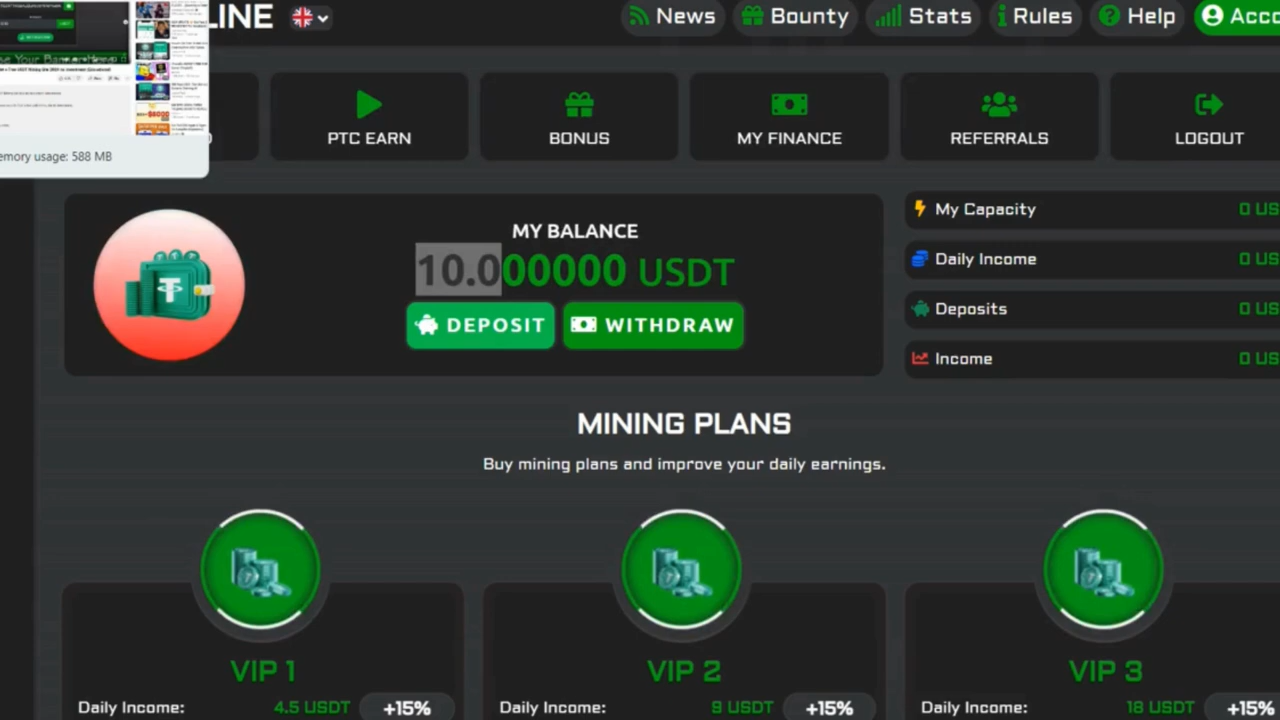 LINE
News
Bounty
Stat
Ru
Help
Acco
emory usage: 588 MB
PTC EARN
BONUS
MY FINANCE
REFERRALS
LOGOUT
MY BALANCE
10.000000 USDT
DEPOSIT
WITHDRAW
My Capacity 0 US
Daily Income 0 US
Deposits 0 US
Income 0 US
MINING PLANS
Buy mining plans and improve your daily earnings.
VIP 1
VIP 2
VIP 3
Daily Income: 4.5 USDT +15%
Daily Income: 9 USDT +15%
Daily Income: 18 USDT +15%